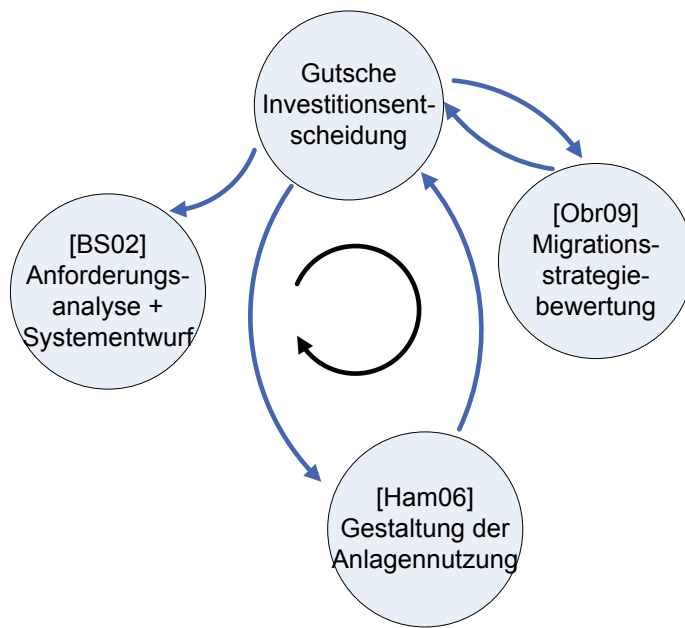 Gutsche
Investitionsent-
scheidung
[BS02]
Anforderungs-
analyse +
Systementwurf
[Obr09]
Migrations-
strategie-
bewertung
[Ham06]
Gestaltung der
Anlagennutzung